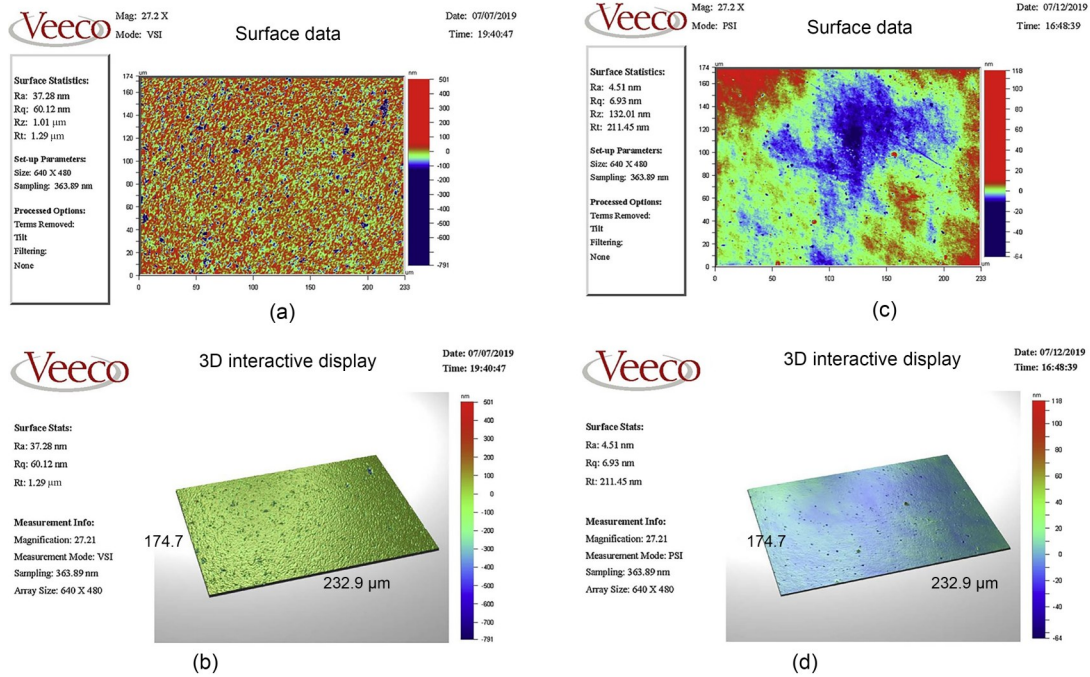 Veeco
Mag: 27.2 X
Mode: VSI
Surface data
Date: 07/07/2019
Time: 19:40:47
Surface Statistics:
Ra: 37.28 nm
Rq: 60.12 nm
Rz: 1.01 μm
Rt: 1.29 μm
Set-up Parameters:
Size: 640 X 480
Sampling: 363.89 nm
Processed Options:
Terms Removed:
Tilt
Filtering:
None
um
174
160
140
120
100
80
60
40
20
0
0
50
100
150
200
233
um
nm
501
400
300
200
100
0
-100
-200
-300
-400
-500
-600
-791
(a)
Veeco
Mag: 27.2 X
Mode: PSI
Surface data
Date: 07/12/2019
Time: 16:48:39
Surface Statistics:
Ra: 4.51 nm
Rq: 6.93 nm
Rz: 132.01 nm
Rt: 211.45 nm
Set-up Parameters:
Size: 640 X 480
Sampling: 363.89 nm
Processed Options:
Terms Removed:
Tilt
Filtering:
None
um
174
160
140
120
100
80
60
40
20
0
0
50
100
150
200
233
um
nm
118
100
80
60
40
20
0
-20
-40
-64
(c)
Veeco
3D interactive display
Date: 07/07/2019
Time: 19:40:47
Surface Stats:
Ra: 37.28 nm
Rq: 60.12 nm
Rt: 1.29 μm
Measurement Info:
Magnification: 27.21
Measurement Mode: VSI
Sampling: 363.89 nm
Array Size: 640 X 480
174.7
232.9 μm
nm
501
400
300
200
100
0
-100
-200
-300
-400
-500
-600
-700
-791
(b)
Veeco
3D interactive display
Date: 07/12/2019
Time: 16:48:39
Surface Stats:
Ra: 4.51 nm
Rq: 6.93 nm
Rt: 211.45 nm
Measurement Info:
Magnification: 27.21
Measurement Mode: PSI
Sampling: 363.89 nm
Array Size: 640 X 480
174.7
232.9 μm
nm
118
100
80
60
40
20
0
-20
-40
-64
(d)